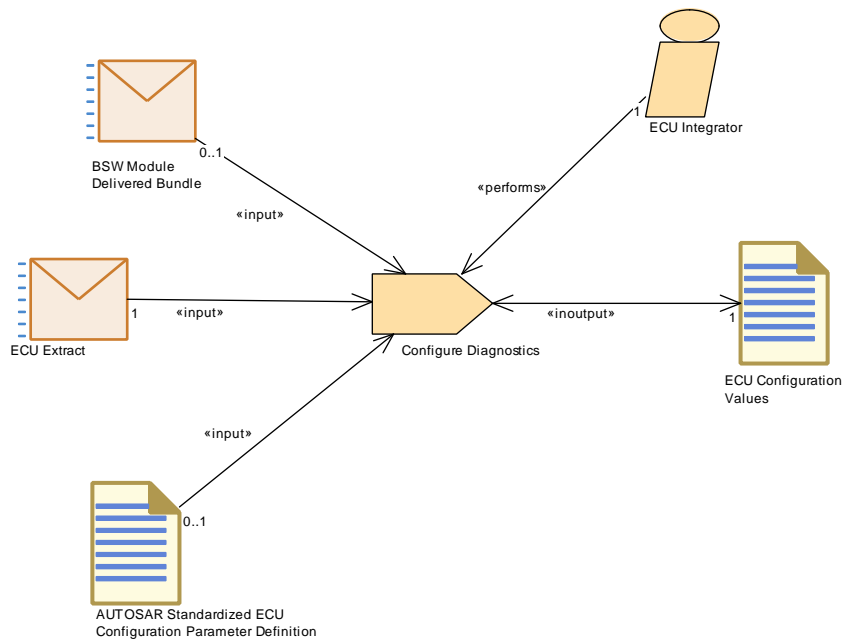 1
ECU Integrator
0..1
BSW Module
Delivered Bundle
«performs»
«input»
1
«input»
ECU Extract
«inoutput»
1
Configure Diagnostics
ECU Configuration
Values
«input»
0..1
AUTOSAR Standardized ECU
Configuration Parameter Definition